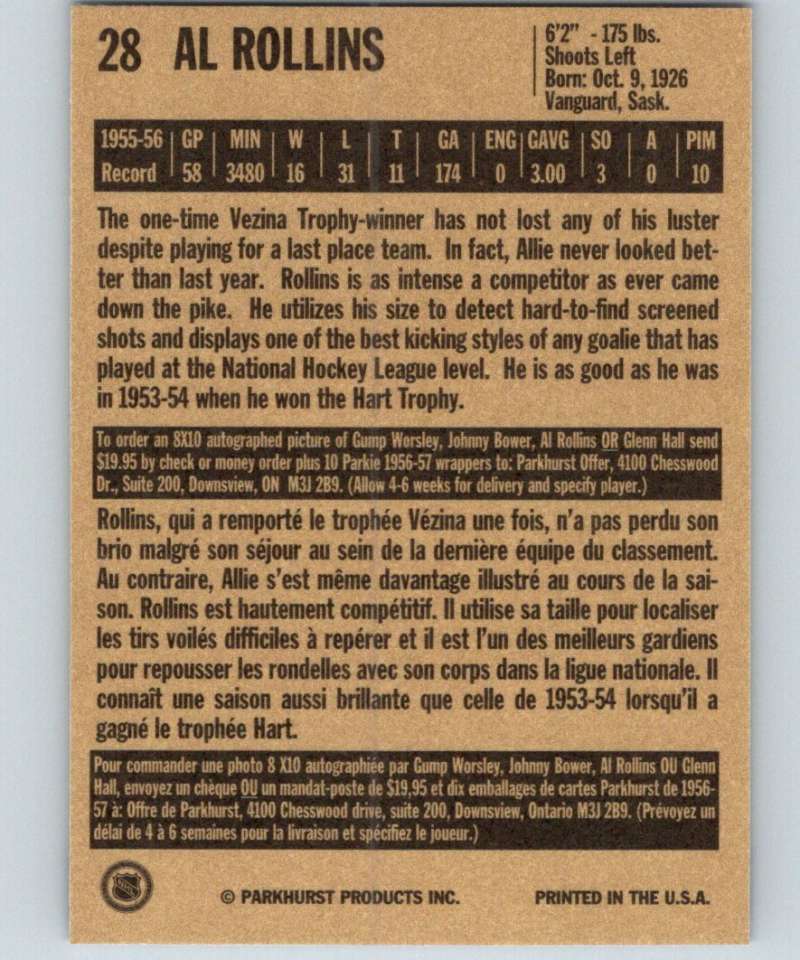 28 AL ROLLINS
6'2" - 175 lbs.
Shoots Left
Born: Oct. 9, 1926
Vanguard, Sask.
1955-56 GP MIN W L T GA ENG GAVG SO A PIM
Record 58 3480 16 31 11 174 0 3.00 3 0 10
The one-time Vezina Trophy-winner has not lost any of his luster
despite playing for a last place team. In fact, Allie never looked bet-
ter than last year. Rollins is as intense a competitor as ever came
down the pike. He utilizes his size to detect hard-to-find screened
shots and displays one of the best kicking styles of any goalie that has
played at the National Hockey League level. He is as good as he was
in 1953-54 when he won the Hart Trophy.
To order an 8X10 autographed picture of Gump Worsley, Johnny Bower, Al Rollins OR Glenn Hall send
$19.95 by check or money order plus 10 Parkie 1956-57 wrappers to: Parkhurst Offer, 4100 Chesswood
Dr., Suite 200, Downsview, ON M3J 2B9. (Allow 4-6 weeks for delivery and specify player.)
Rollins, qui a remporté le trophée Vézina une fois, n'a pas perdu son
brio malgré son séjour au sein de la dernière équipe du classement.
Au contraire, Allie s'est même davantage illustré au cours de la sai-
son. Rollins est hautement compétitif. Il utilise sa taille pour localiser
les tirs voilés difficiles à repérer et il est l'un des meilleurs gardiens
pour repousser les rondelles avec son corps dans la ligue nationale. Il
connaît une saison aussi brillante que celle de 1953-54 lorsqu'il a
gagné le trophée Hart.
Pour commander une photo 8 X10 autographiée par Gump Worsley, Johnny Bower, Al Rollins OU Glenn
Hall, envoyez un chèque OU un mandat-poste de $19,95 et dix emballages de cartes Parkhurst de 1956-
57 à: Offre de Parkhurst, 4100 Chesswood drive, suite 200, Downsview, Ontario M3J 2B9. (Prévoyez un
délai de 4 à 6 semaines pour la livraison et spécifiez le joueur.)
© PARKHURST PRODUCTS INC. PRINTED IN THE U.S.A.